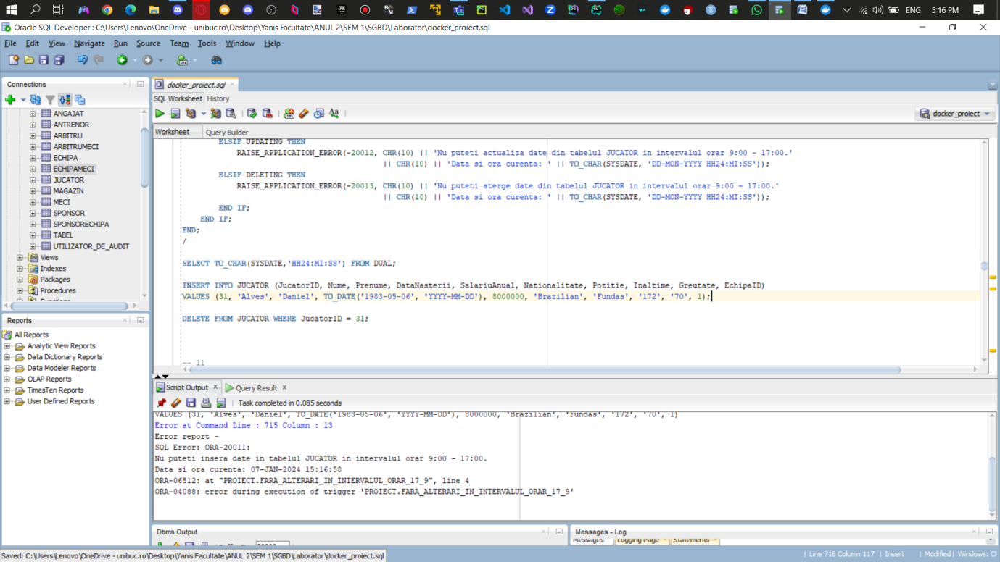 ENG 5:16 PM
Oracle SQL Developer : C:\Users\Lenovo\OneDrive - unibuc.ro\Desktop\Yanis Facultate\ANUL 2\SEM 1\SGBD\Laborator\docker_proiect.sql
File Edit View Navigate Run Source Team Tools Window Help
Connections
ANGAJAT
ANTRENOR
ARBITRU
ARBITRUMECI
ECHIPA
ECHIPAMECI
JUCATOR
MAGAZIN
MECI
SPONSOR
SPONSORECHIPA
TABEL
UTILIZATOR_DE_AUDIT
Views
Indexes
Packages
Procedures
Functions
Reports
All Reports
Analytic View Reports
Data Dictionary Reports
Data Modeler Reports
OLAP Reports
TimesTen Reports
User Defined Reports
docker_proiect.sql
SQL Worksheet History
docker_proiect
Worksheet Query Builder
ELSIF UPDATING THEN
RAISE_APPLICATION_ERROR(-20012, CHR(10) || 'Nu puteti actualiza date din tabelul JUCATOR in intervalul orar 9:00 - 17:00.'
|| CHR(10) || 'Data si ora curenta: ' || TO_CHAR(SYSDATE, 'DD-MON-YYYY HH24:MI:SS'));
ELSIF DELETING THEN
RAISE_APPLICATION_ERROR(-20013, CHR(10) || 'Nu puteti sterge date din tabelul JUCATOR in intervalul orar 9:00 - 17:00.'
|| CHR(10) || 'Data si ora curenta: ' || TO_CHAR(SYSDATE, 'DD-MON-YYYY HH24:MI:SS'));
END IF;
END IF;
END;
/
SELECT TO_CHAR(SYSDATE,'HH24:MI:SS') FROM DUAL;
INSERT INTO JUCATOR (JucatorID, Nume, Prenume, DataNasterii, SalariuAnual, Nationalitate, Pozitie, Inaltime, Greutate, EchipaID)
VALUES (31, 'Alves', 'Daniel', TO_DATE('1983-05-06', 'YYYY-MM-DD'), 8000000, 'Brazilian', 'Fundas', '172', '70', 1);
DELETE FROM JUCATOR WHERE JucatorID = 31;
-- 11
Script Output Query Result
Task completed in 0.085 seconds
VALUES (31, 'Alves', 'Daniel', TO_DATE('1983-05-06', 'YYYY-MM-DD'), 8000000, 'Brazilian', 'Fundas', '172', '70', 1)
Error at Command Line : 715 Column : 13
Error report -
SQL Error: ORA-20011:
Nu puteti insera date in tabelul JUCATOR in intervalul orar 9:00 - 17:00.
Data si ora curenta: 07-JAN-2024 15:16:58
ORA-06512: at "PROIECT.FARA_ALTERARI_IN_INTERVALUL_ORAR_17_9", line 4
ORA-04088: error during execution of trigger 'PROIECT.FARA_ALTERARI_IN_INTERVALUL_ORAR_17_9'
Dbms Output
Messages - Log
Messages Logging Page Statements
Saved: C:\Users\Lenovo\OneDrive - unibuc.ro\Desktop\Yanis Facultate\ANUL 2\SEM 1\SGBD\Laborator\docker_proiect.sql
Line 716 Column 117 | Insert | Modified | Windows: